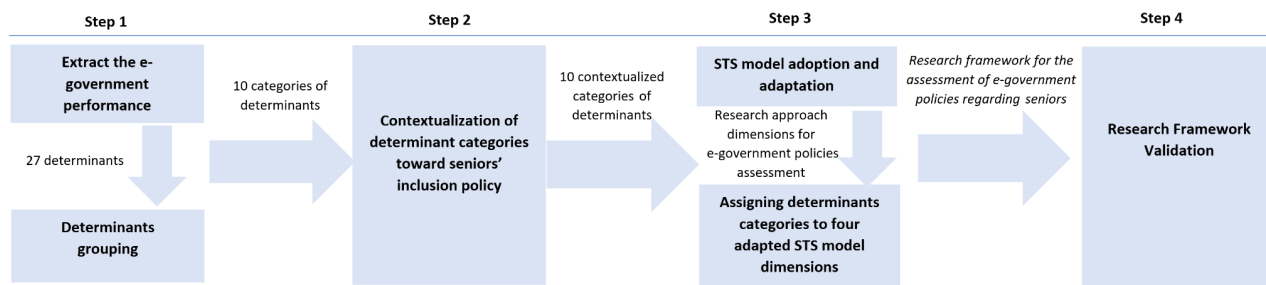 Step 1
Extract the e-
government
performance
27 determinants
Determinants
grouping
10 categories of
determinants
Step 2
Contextualization of
determinant categories
toward seniors'
inclusion policy
10 contextualized
categories of
determinants
Step 3
STS model adoption and
adaptation
Research approach
dimensions for
e-government policies
assessment
Assigning determinants
categories to four
adapted STS model
dimensions
Research framework for the
assessment of e-government
policies regarding seniors
Step 4
Research Framework
Validation